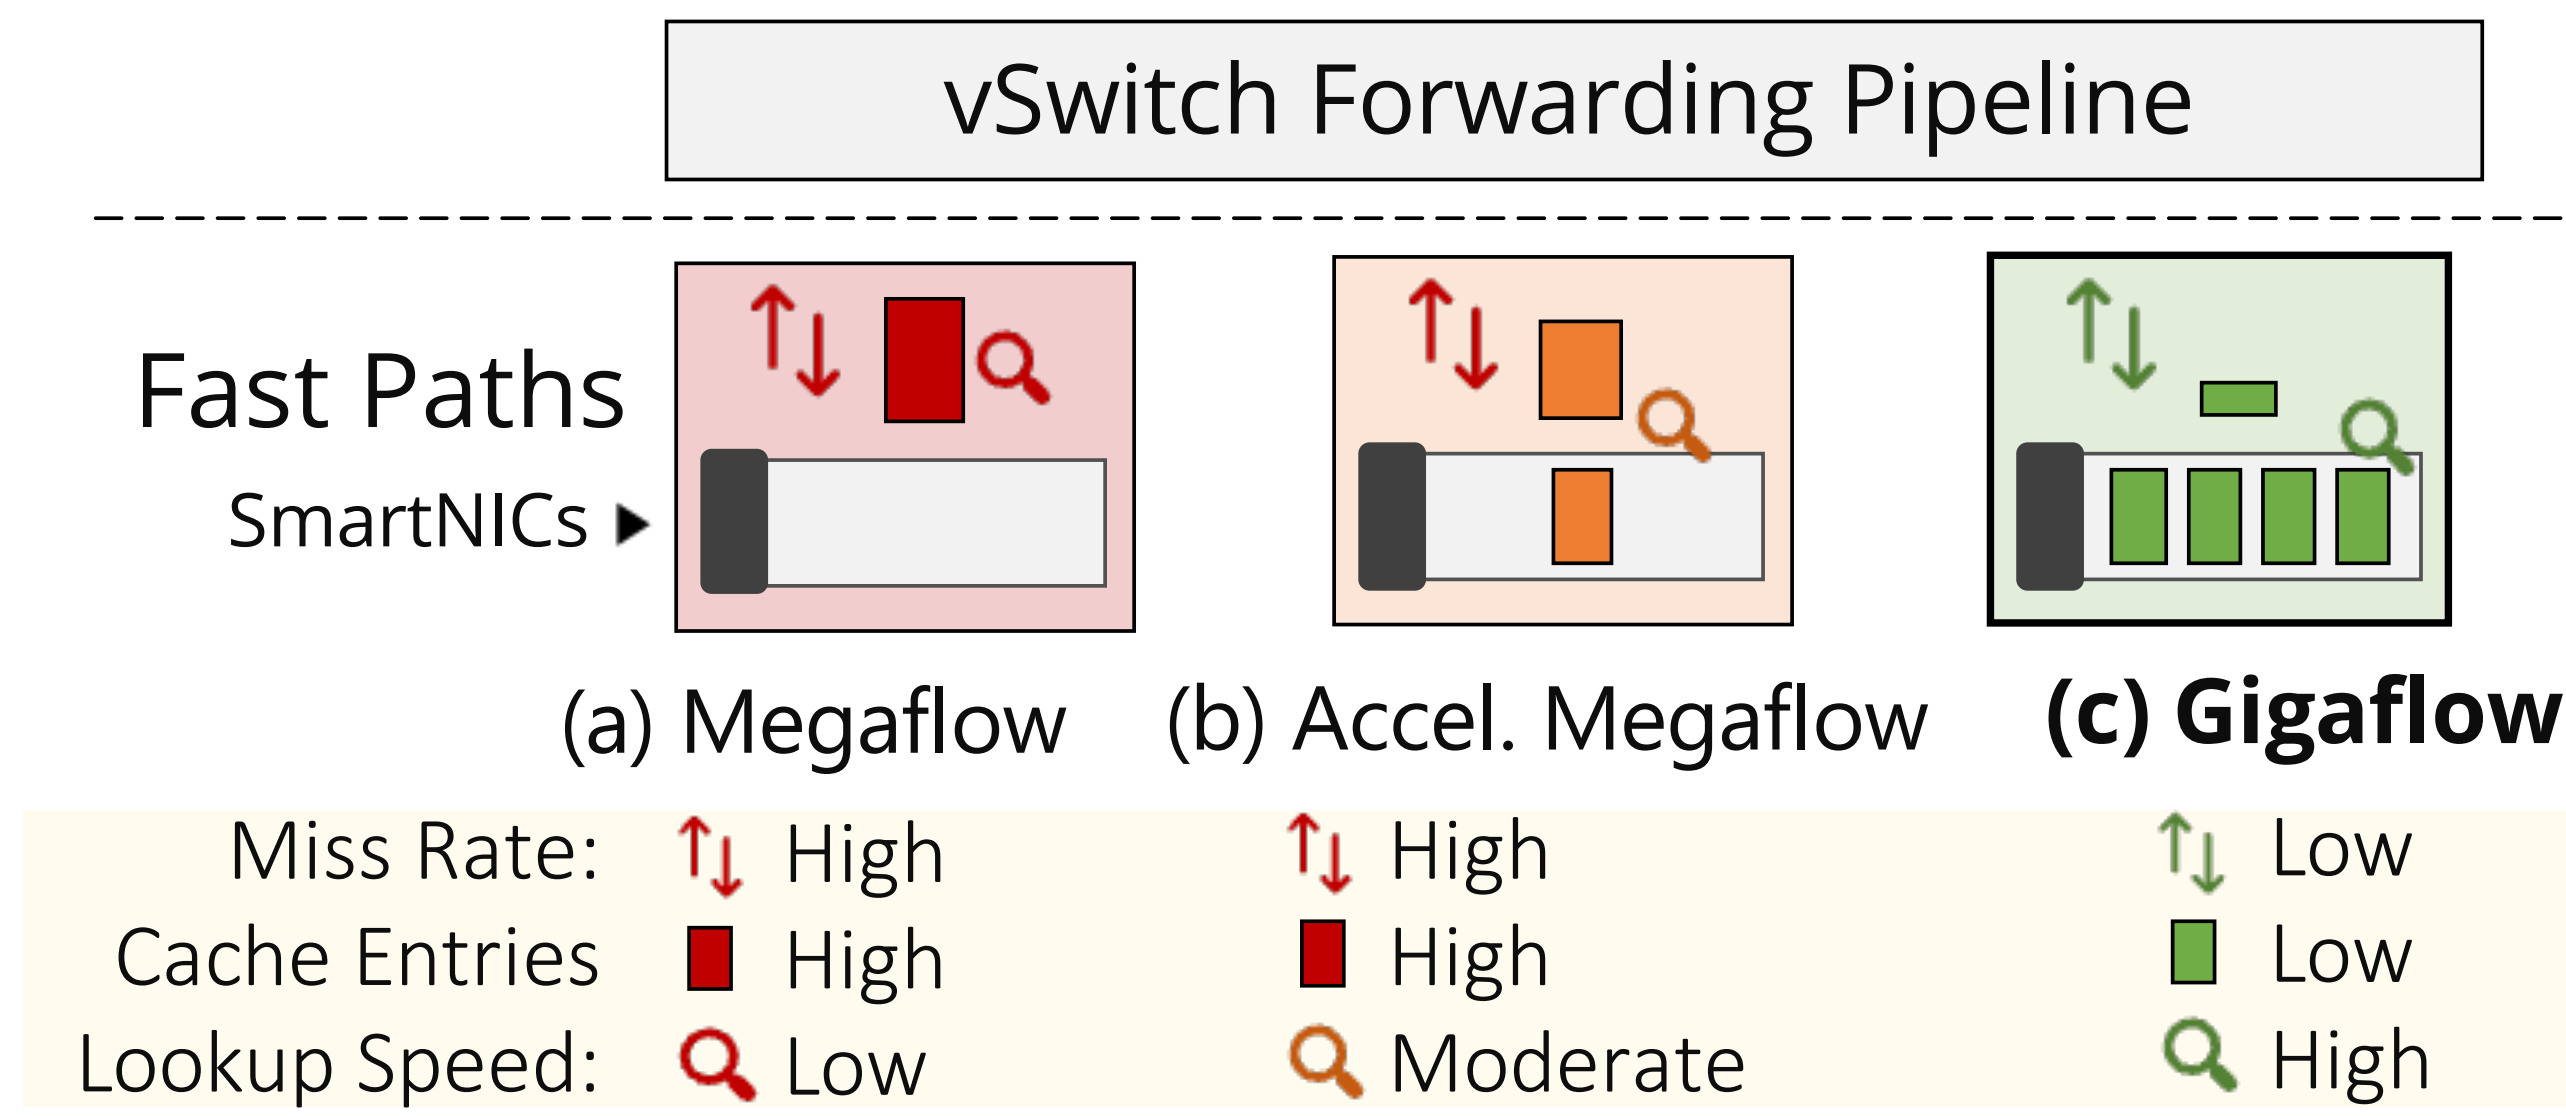 vSwitch Forwarding Pipeline
Fast Paths
SmartNICs
(a) Megaflow
(b) Accel. Megaflow
(c) Gigaflow
Miss Rate: High High Low
Cache Entries High High Low
Lookup Speed: Low Moderate High